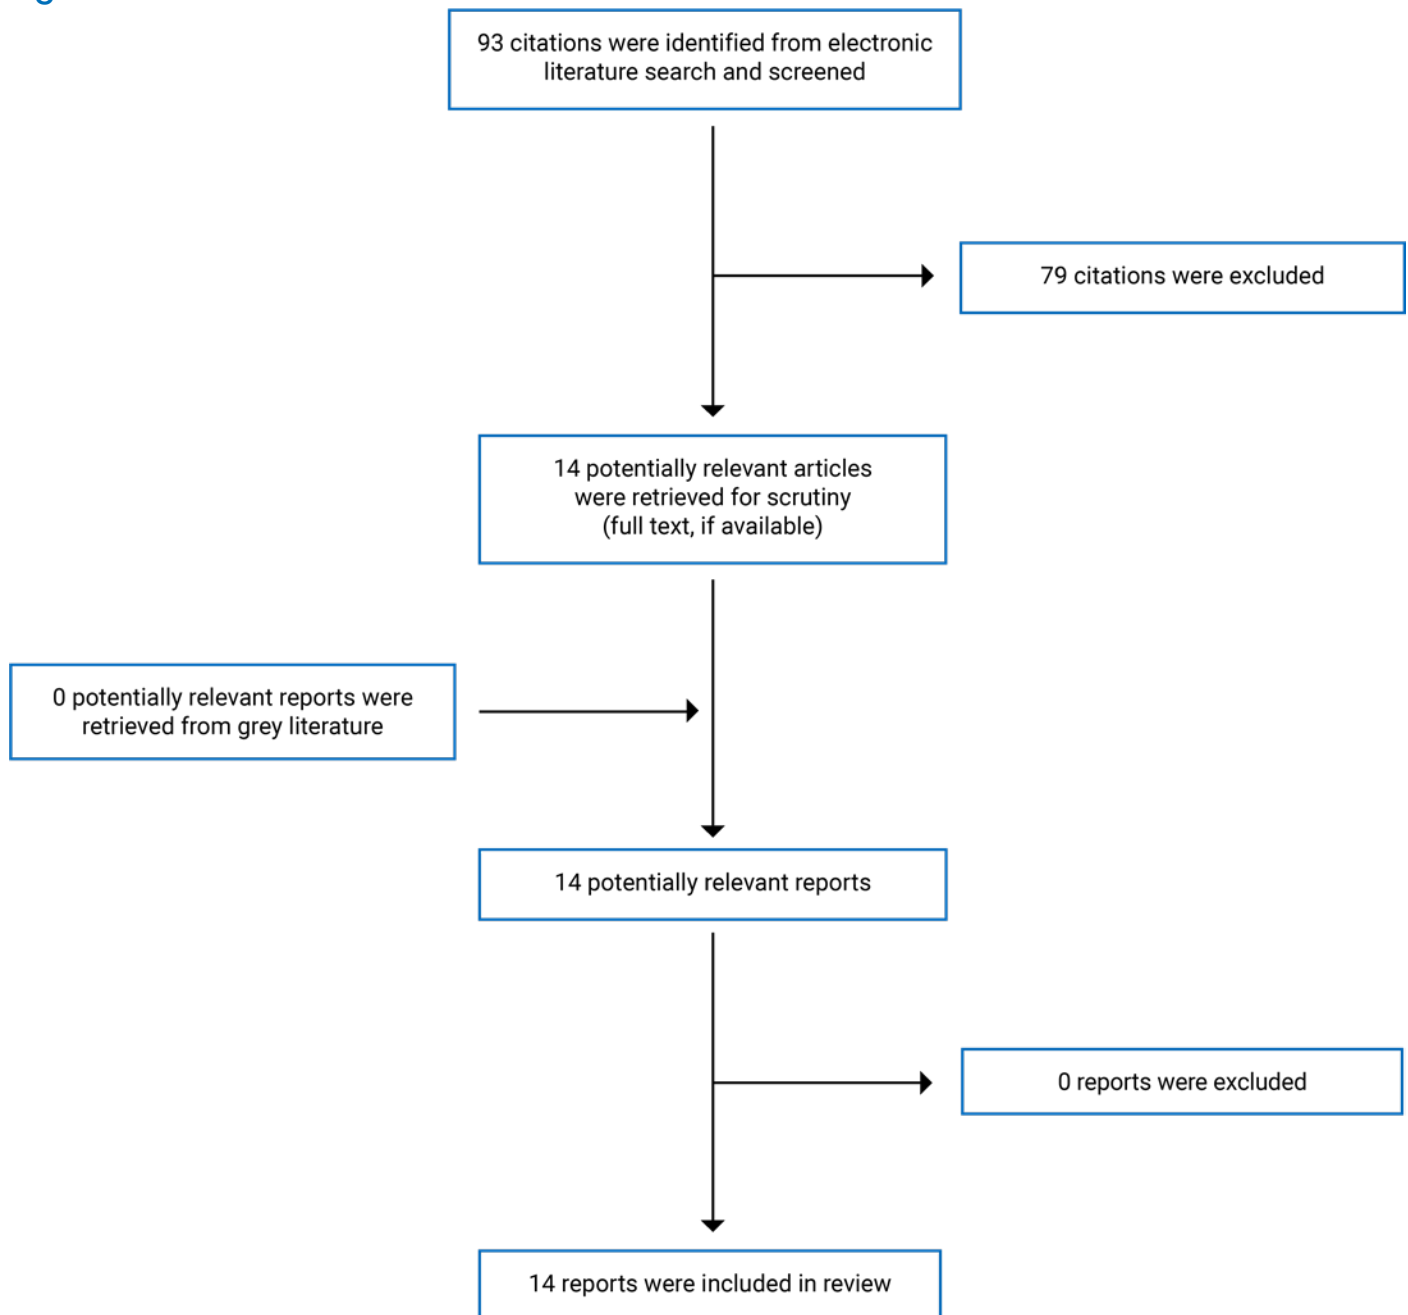 93 citations were identified from electronic
literature search and screened
79 citations were excluded
14 potentially relevant articles
were retrieved for scrutiny
(full text, if available)
0 potentially relevant reports were
retrieved from grey literature
14 potentially relevant reports
0 reports were excluded
14 reports were included in review